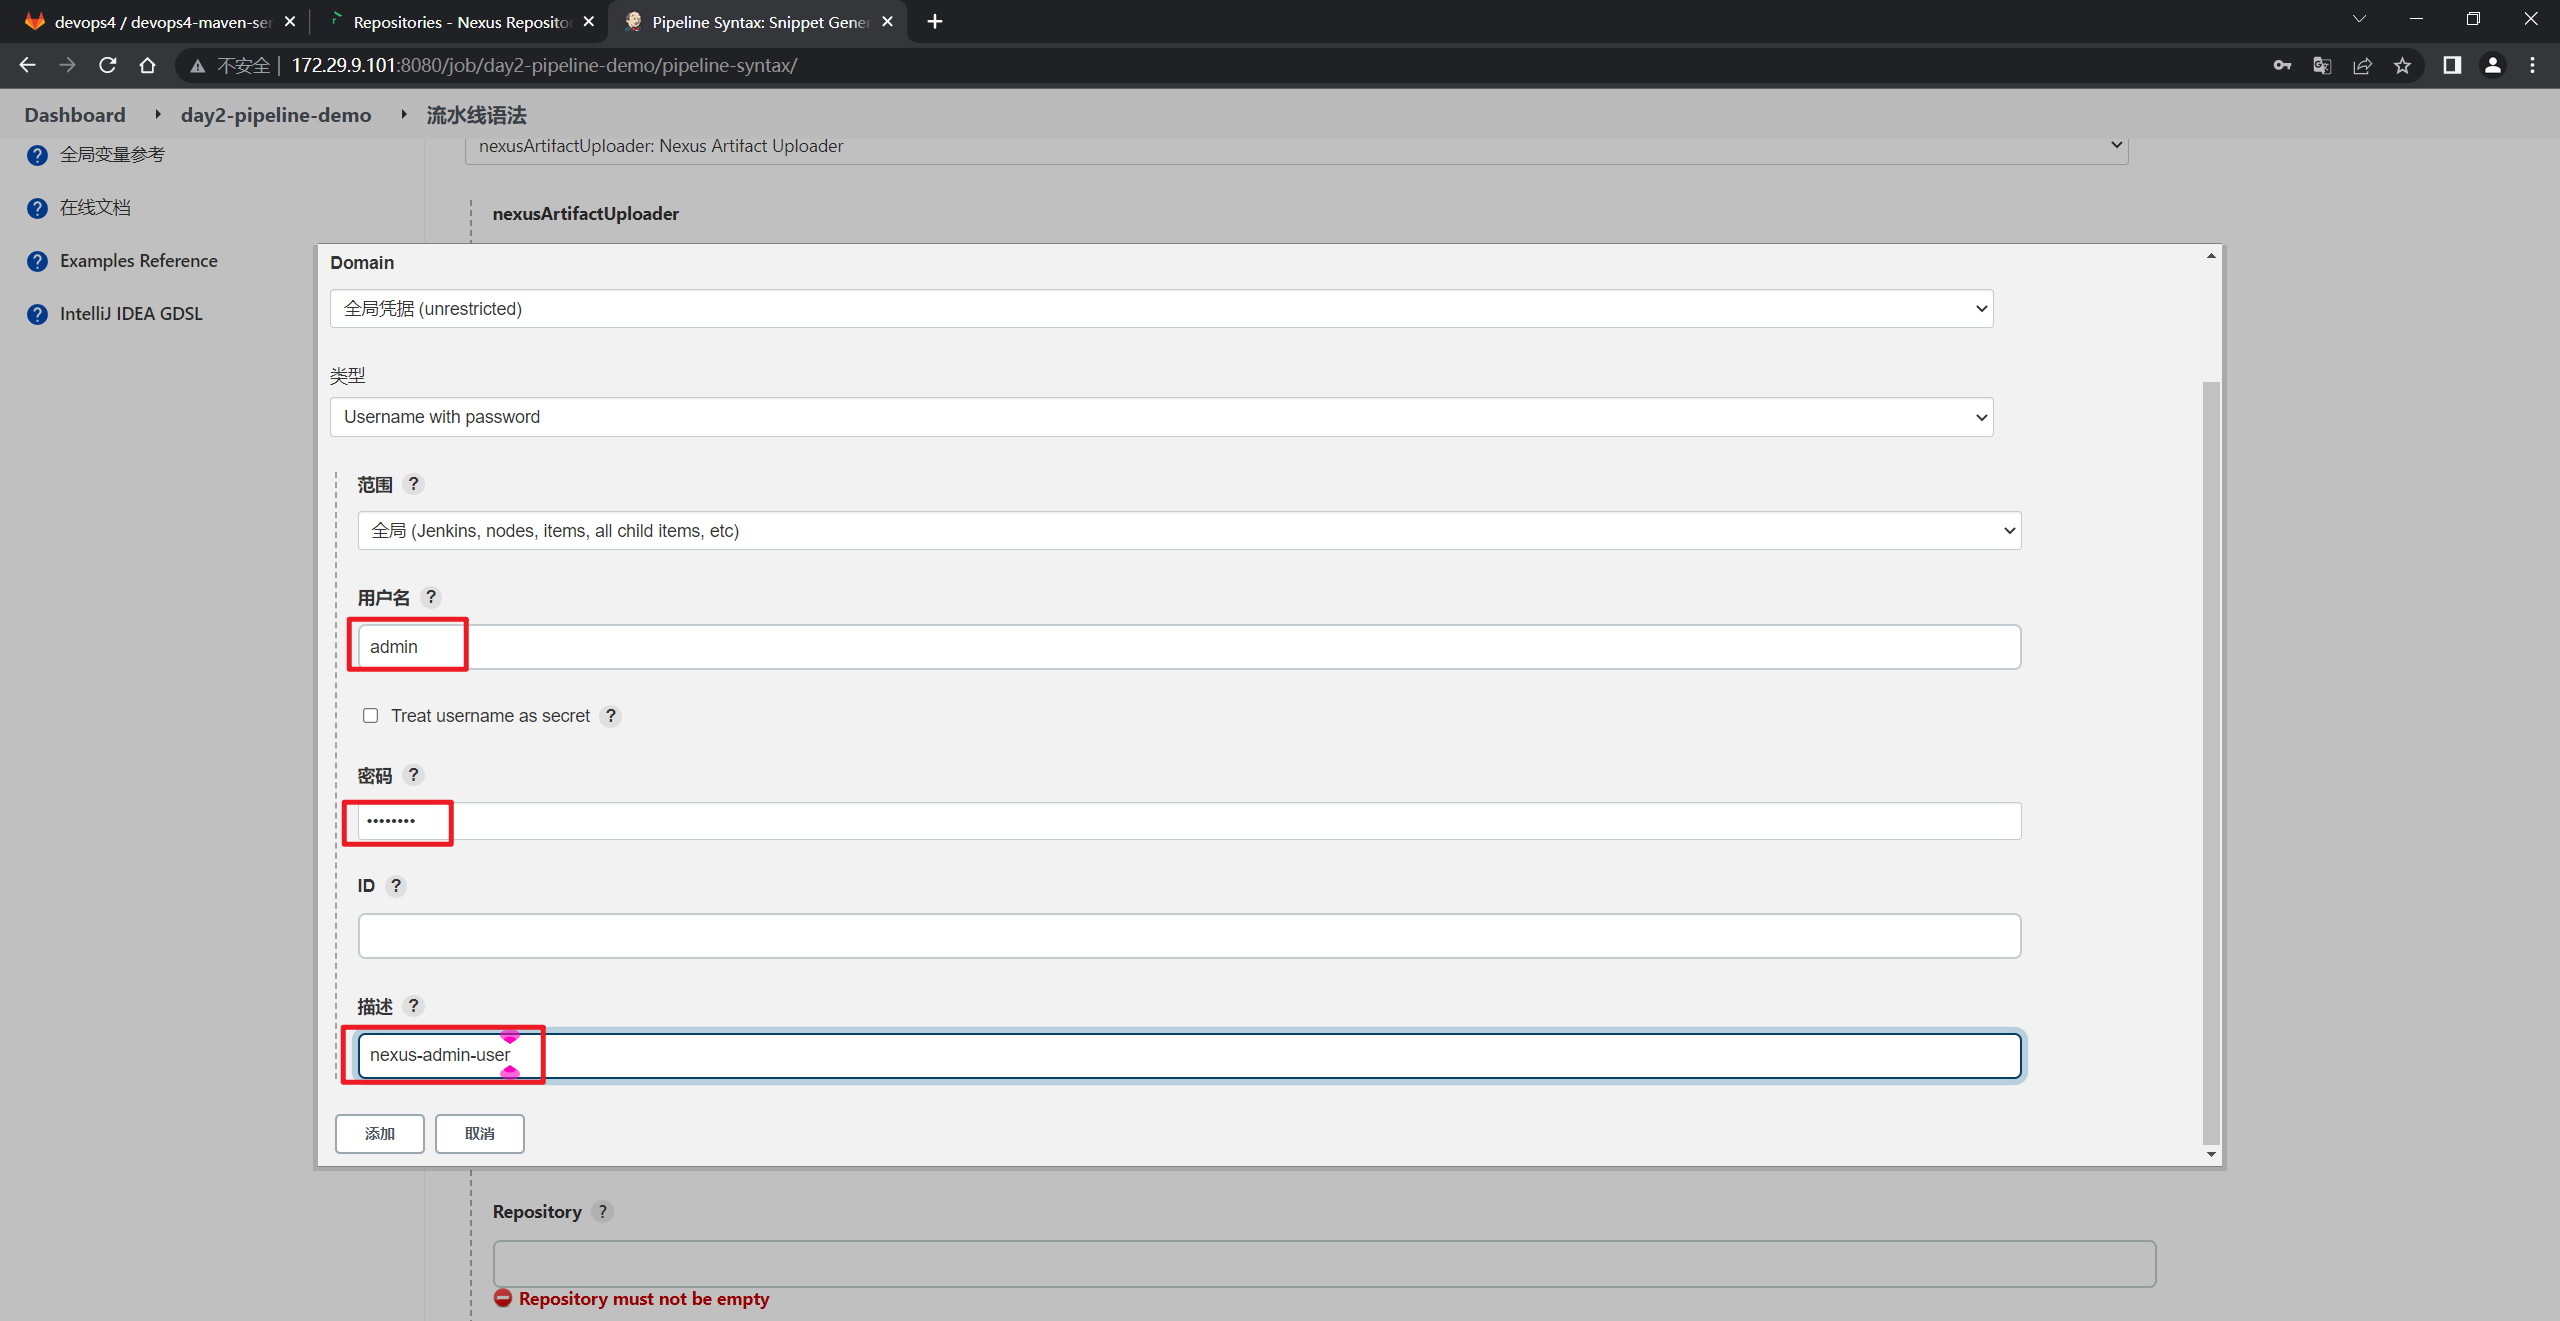 devops4 / devops4-maven-ser
Repositories - Nexus Reposito
Pipeline Syntax: Snippet Gene
不安全 | 172.29.9.101:8080/job/day2-pipeline-demo/pipeline-syntax/
Dashboard
day2-pipeline-demo
流水线语法
全局变量参考
在线文档
Examples Reference
IntelliJ IDEA GDSL
nexusArtifactUploader: Nexus Artifact Uploader
nexusArtifactUploader
Domain
全局凭据 (unrestricted)
类型
Username with password
范围 ?
全局 (Jenkins, nodes, items, all child items, etc)
用户名 ?
admin
Treat username as secret ?
密码 ?
••••••••
ID ?
描述 ?
nexus-admin-user
添加
取消
Repository ?
Repository must not be empty